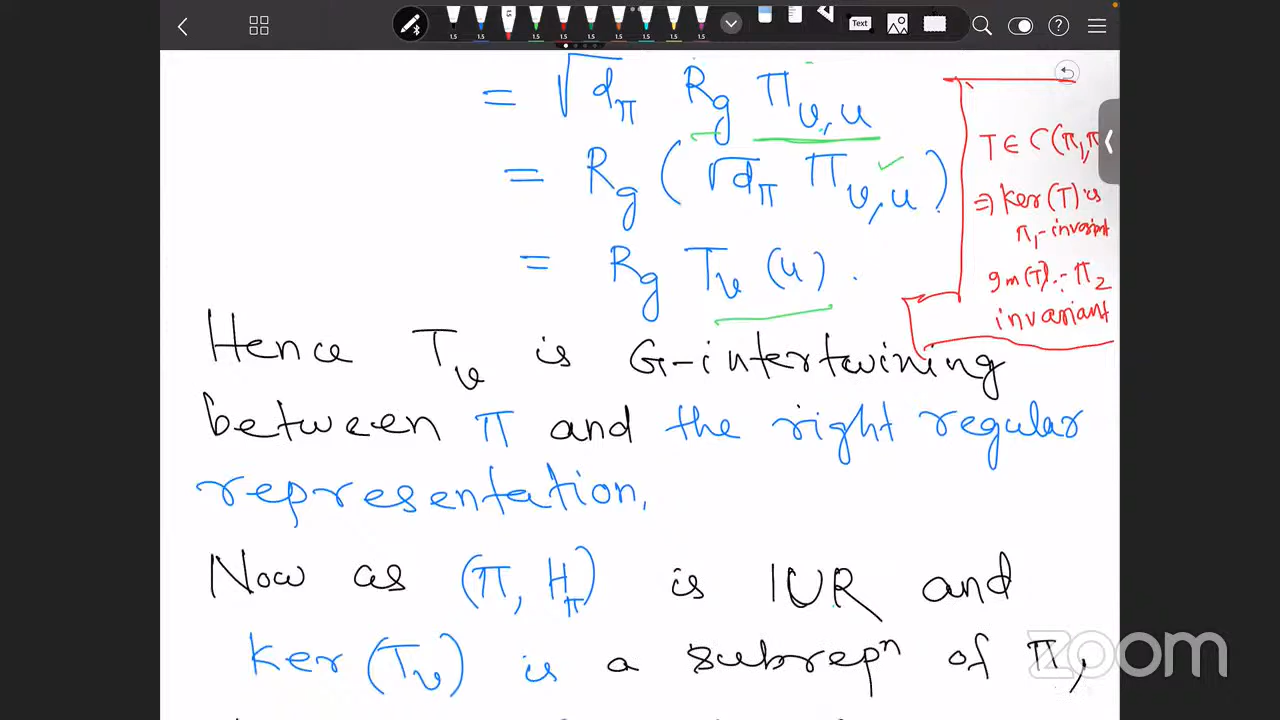 = √dπ Rg πv,u
= Rg (√dπ πv,u)
= Rg Tv (u).
T ∈ C(π1, π
⇒ Ker(T) is
π1-invariant
Im(T) :- π2
invariant
Hence Tv is G-intertwining
between π and the right regular
representation.
Now as (π, Hπ) is IUR and
ker (Tv) is a subrepn of π,
Text
zoom